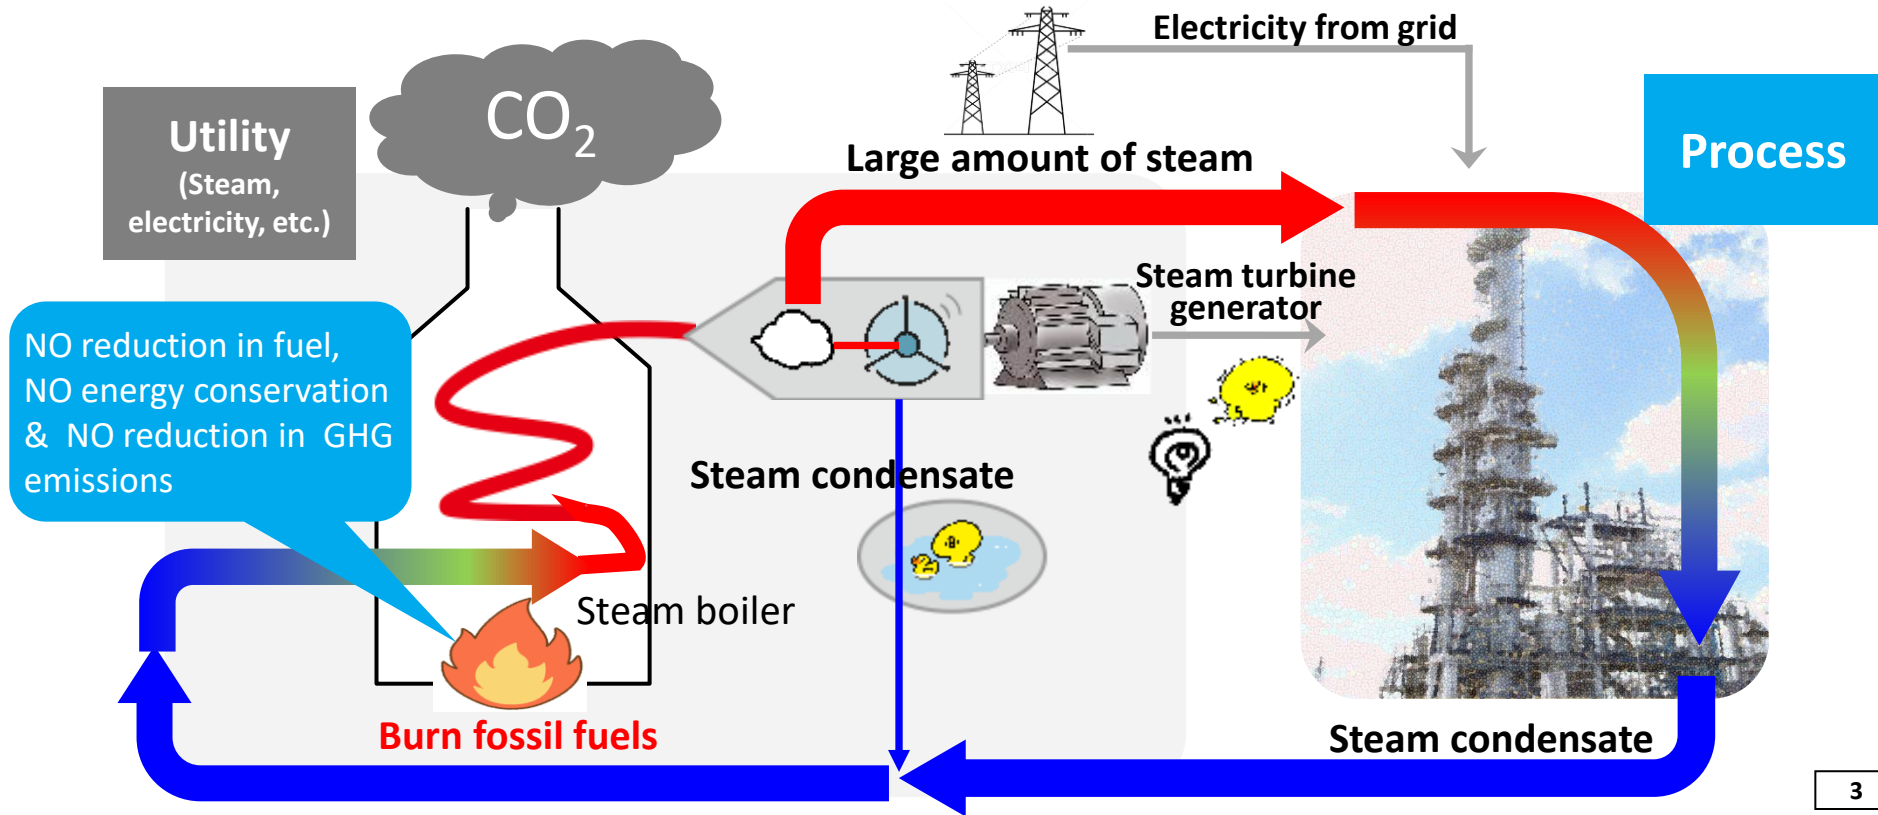 Electricity from grid
Utility
(Steam,
electricity, etc.)
CO₂
Large amount of steam
Process
Steam turbine
generator
NO reduction in fuel,
NO energy conservation
& NO reduction in GHG
emissions
Steam condensate
Steam boiler
Burn fossil fuels
Steam condensate
3